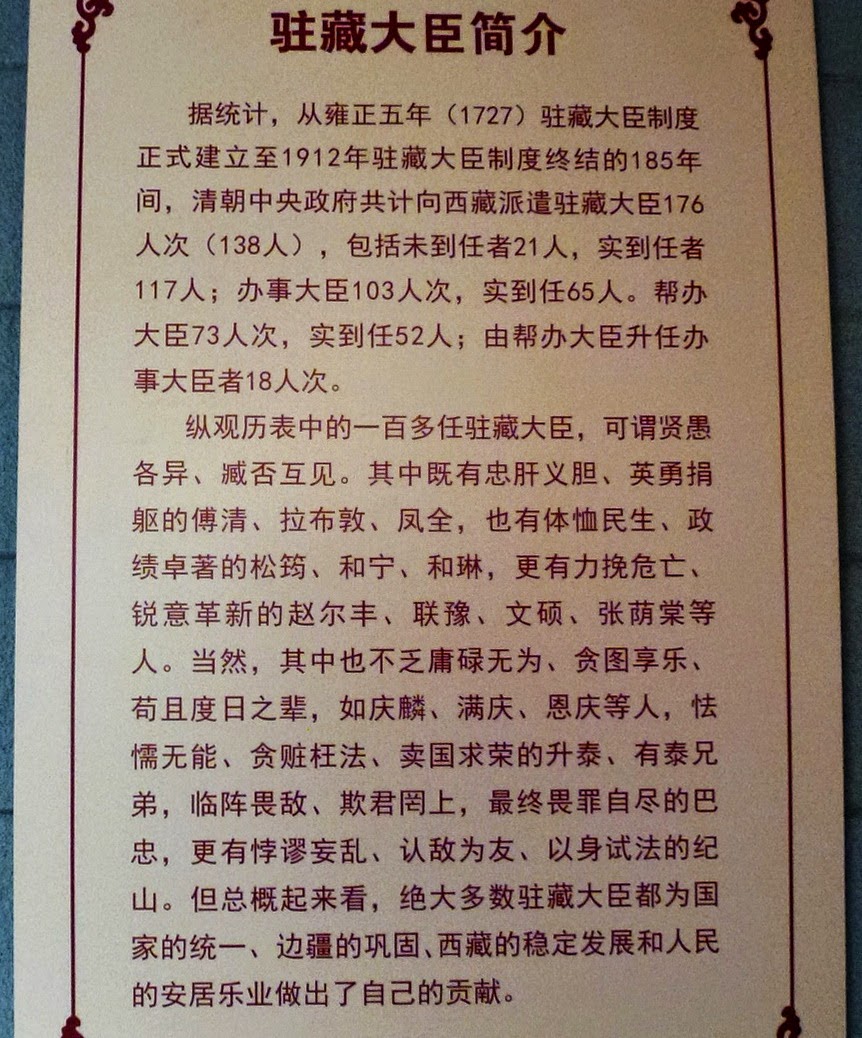 驻藏大臣简介
据统计，从雍正五年（1727）驻藏大臣制度
正式建立至1912年驻藏大臣制度终结的185年
间，清朝中央政府共计向西藏派遣驻藏大臣176
人次（138人），包括未到任者21人，实到任者
117人；办事大臣103人次，实到任65人。帮办
大臣73人次，实到任52人；由帮办大臣升任办
事大臣者18人次。
纵观历表中的一百多任驻藏大臣，可谓贤愚
各异、臧否互见。其中既有忠肝义胆、英勇捐
躯的傅清、拉布敦、凤全，也有体恤民生、政
绩卓著的松筠、和宁、和琳，更有力挽危亡、
锐意革新的赵尔丰、联豫、文硕、张荫棠等
人。当然，其中也不乏庸碌无为、贪图享乐、
苟且度日之辈，如庆麟、满庆、恩庆等人，怯
懦无能、贪赃枉法、卖国求荣的升泰、有泰兄
弟，临阵畏敌、欺君罔上，最终畏罪自尽的巴
忠，更有悖谬妄乱、认敌为友、以身试法的纪
山。但总概起来看，绝大多数驻藏大臣都为国
家的统一、边疆的巩固、西藏的稳定发展和人民
的安居乐业做出了自己的贡献。